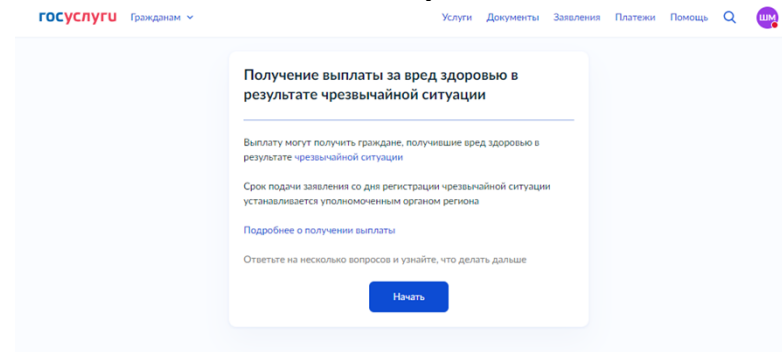 госуслуги Гражданам Услуги Документы Заявления Платежи Помощь ШМ
Получение выплаты за вред здоровью в
результате чрезвычайной ситуации
Выплату могут получить граждане, получившие вред здоровью в
результате чрезвычайной ситуации
Срок подачи заявления со дня регистрации чрезвычайной ситуации
устанавливается уполномоченным органом региона
Подробнее о получении выплаты
Ответьте на несколько вопросов и узнайте, что делать дальше
Начать